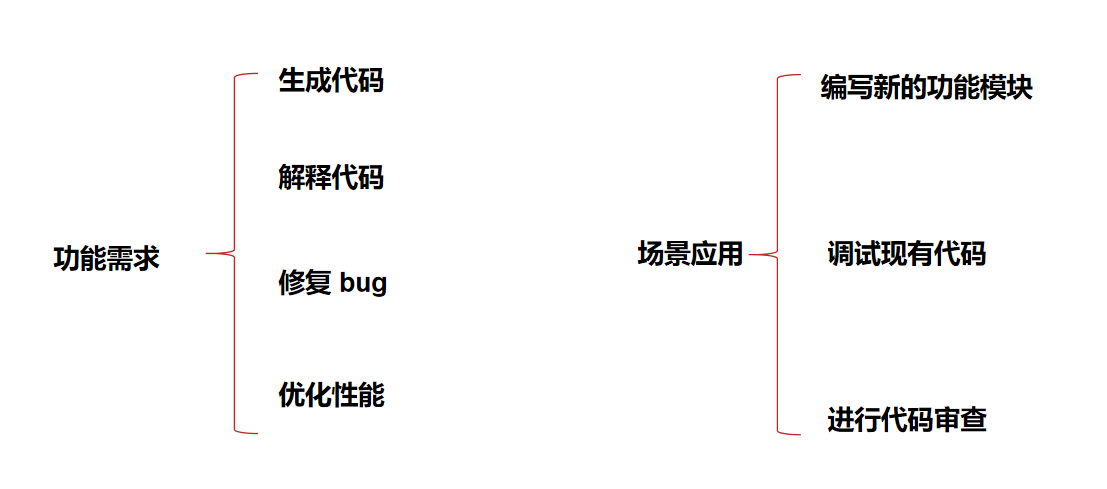 功能需求
生成代码
解释代码
修复 bug
优化性能
场景应用
编写新的功能模块
调试现有代码
进行代码审查